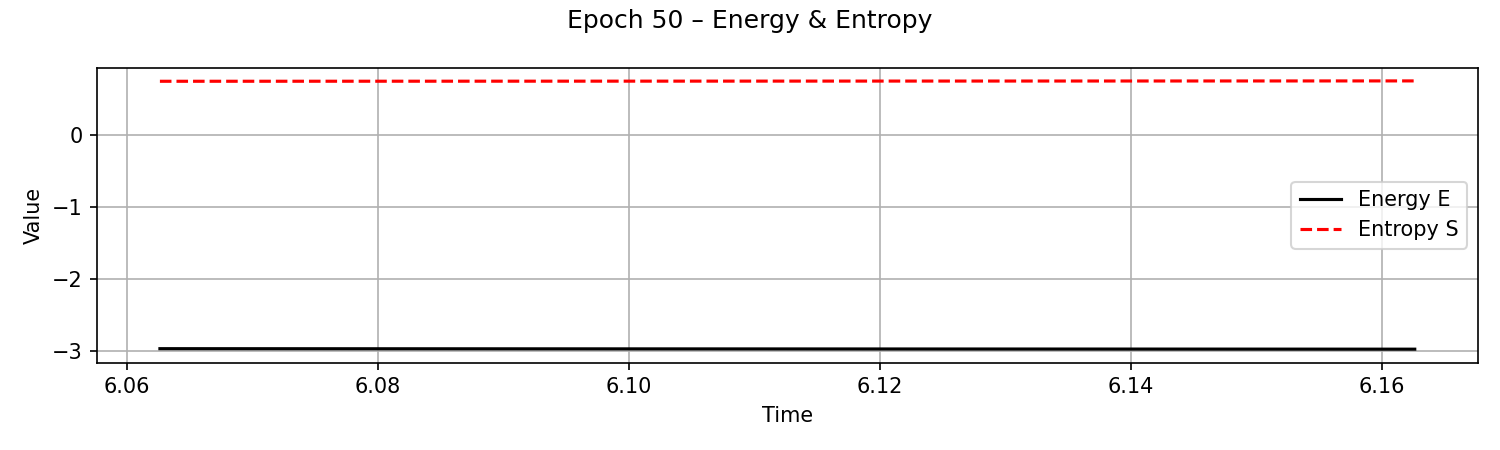 Epoch 50 – Energy & Entropy
Value
0
−1
−2
−3
Energy E
Entropy S
6.06 6.08 6.10 6.12 6.14 6.16
Time